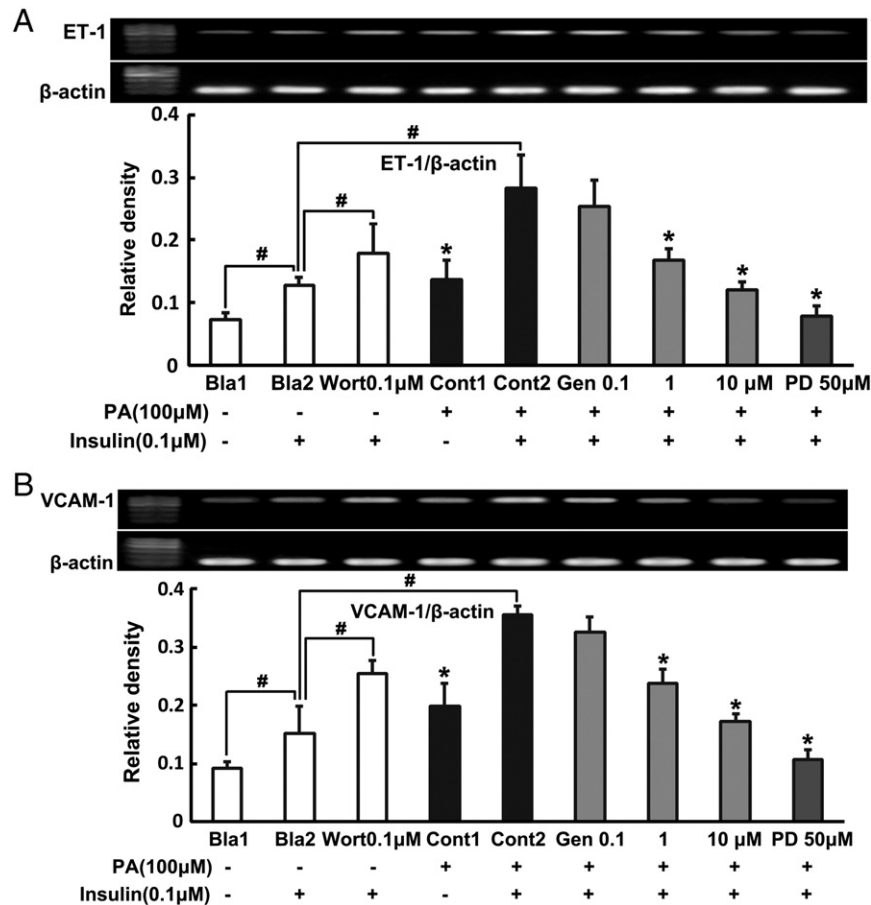 A
ET-1
β-actin
0.4
#
ET-1/β-actin
0.3
#
Relative density
0.2
#
*
*
*
*
0.1
0
Bla1 Bla2 Wort0.1μM Cont1 Cont2 Gen 0.1 1 10 μM PD 50μM
PA(100μM) - - - + + + + + +
Insulin(0.1μM) - + + - + + + + +
B
VCAM-1
β-actin
0.4
#
VCAM-1/β-actin
0.3
#
Relative density
#
*
*
0.2
*
*
0.1
0
Bla1 Bla2 Wort0.1μM Cont1 Cont2 Gen 0.1 1 10 μM PD 50μM
PA(100μM) - - - + + + + + +
Insulin(0.1μM) - + + - + + + + +